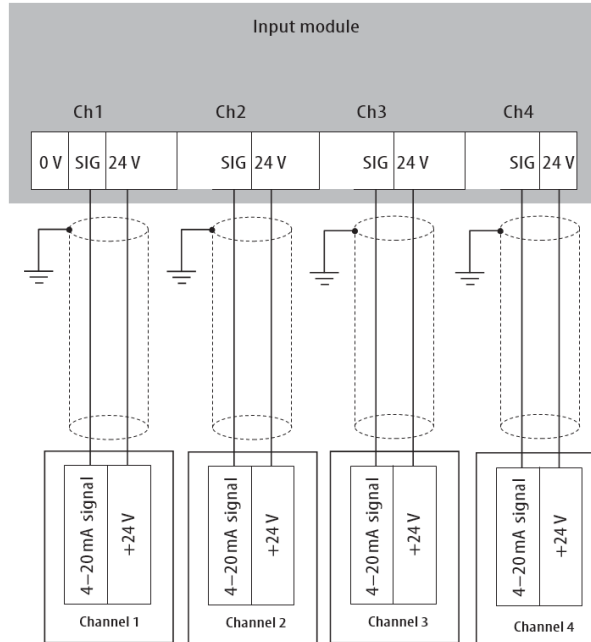 Input module
Ch1 Ch2 Ch3 Ch4
0 V SIG 24 V SIG 24 V SIG 24 V SIG 24 V
4–20 mA signal
+24 V
4–20 mA signal
+24 V
4–20 mA signal
+24 V
4–20 mA signal
+24 V
Channel 1 Channel 2 Channel 3 Channel 4